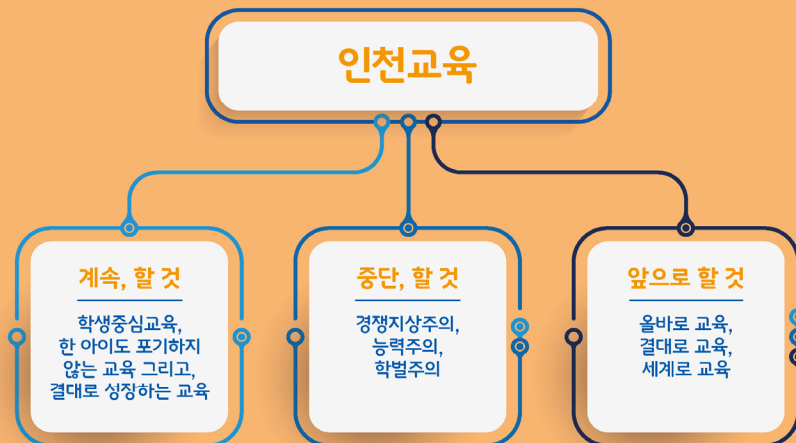 인천교육
계속, 할 것
학생중심교육,
한 아이도 포기하지
않는 교육 그리고,
결대로 성장하는 교육
중단, 할 것
경쟁지상주의,
능력주의,
학벌주의
앞으로 할 것
올바로 교육,
결대로 교육,
세계로 교육